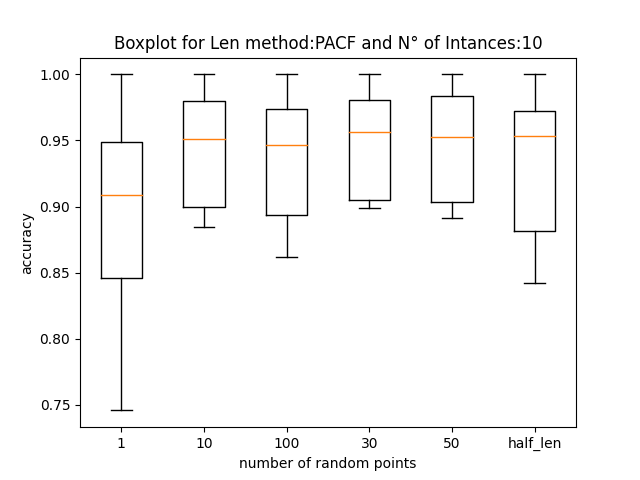 Boxplot for Len method:PACF and N° of Intances:10
1.00
0.95
0.90
0.85
0.80
0.75
accuracy
1 10 100 30 50 half_len
number of random points